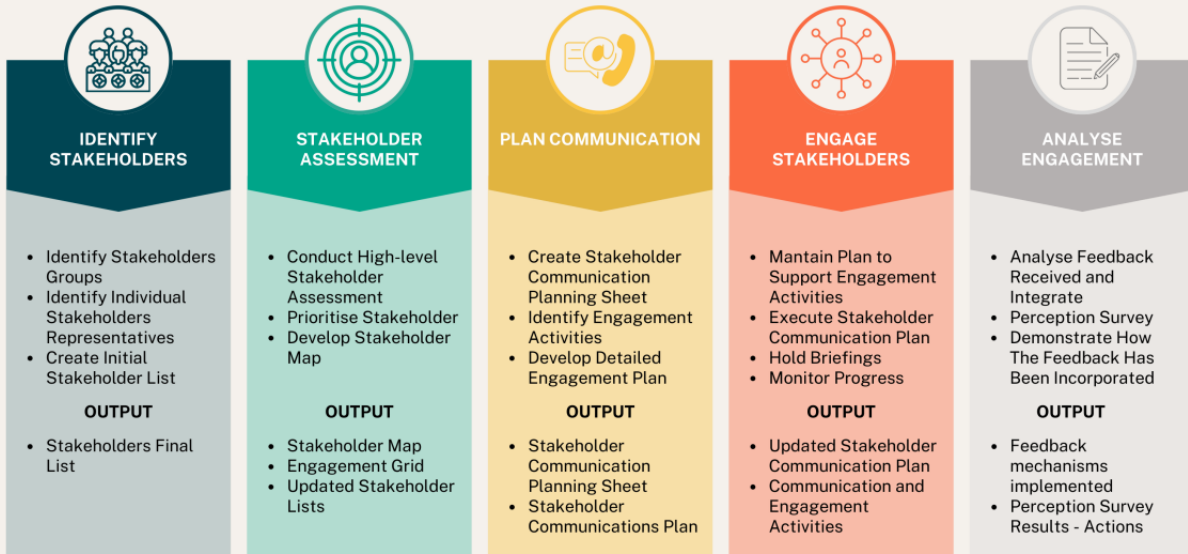 IDENTIFY
STAKEHOLDERS
• Identify Stakeholders
Groups
• Identify Individual
Stakeholders
Representatives
• Create Initial
Stakeholder List
OUTPUT
• Stakeholders Final
List
STAKEHOLDER
ASSESSMENT
• Conduct High-level
Stakeholder
Assessment
• Prioritise Stakeholder
• Develop Stakeholder
Map
OUTPUT
• Stakeholder Map
• Engagement Grid
• Updated Stakeholder
Lists
PLAN COMMUNICATION
• Create Stakeholder
Communication
Planning Sheet
• Identify Engagement
Activities
• Develop Detailed
Engagement Plan
OUTPUT
• Stakeholder
Communication
Planning Sheet
• Stakeholder
Communications Plan
ENGAGE
STAKEHOLDERS
• Mantain Plan to
Support Engagement
Activities
• Execute Stakeholder
Communication Plan
• Hold Briefings
• Monitor Progress
OUTPUT
• Updated Stakeholder
Communication Plan
• Communication and
Engagement
Activities
ANALYSE
ENGAGEMENT
• Analyse Feedback
Received and
Integrate
• Perception Survey
• Demonstrate How
The Feedback Has
Been Incorporated
OUTPUT
• Feedback
mechanisms
implemented
• Perception Survey
Results - Actions